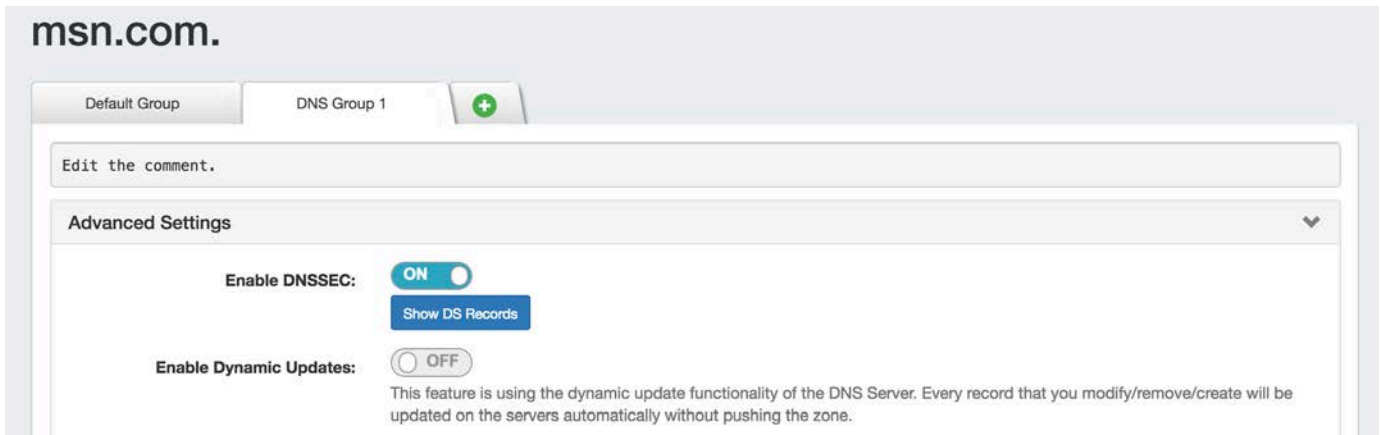 msn.com.
Default Group
DNS Group 1
Edit the comment.
Advanced Settings
Enable DNSSEC:
ON
Show DS Records
Enable Dynamic Updates:
OFF
This feature is using the dynamic update functionality of the DNS Server. Every record that you modify/remove/create will be
updated on the servers automatically without pushing the zone.